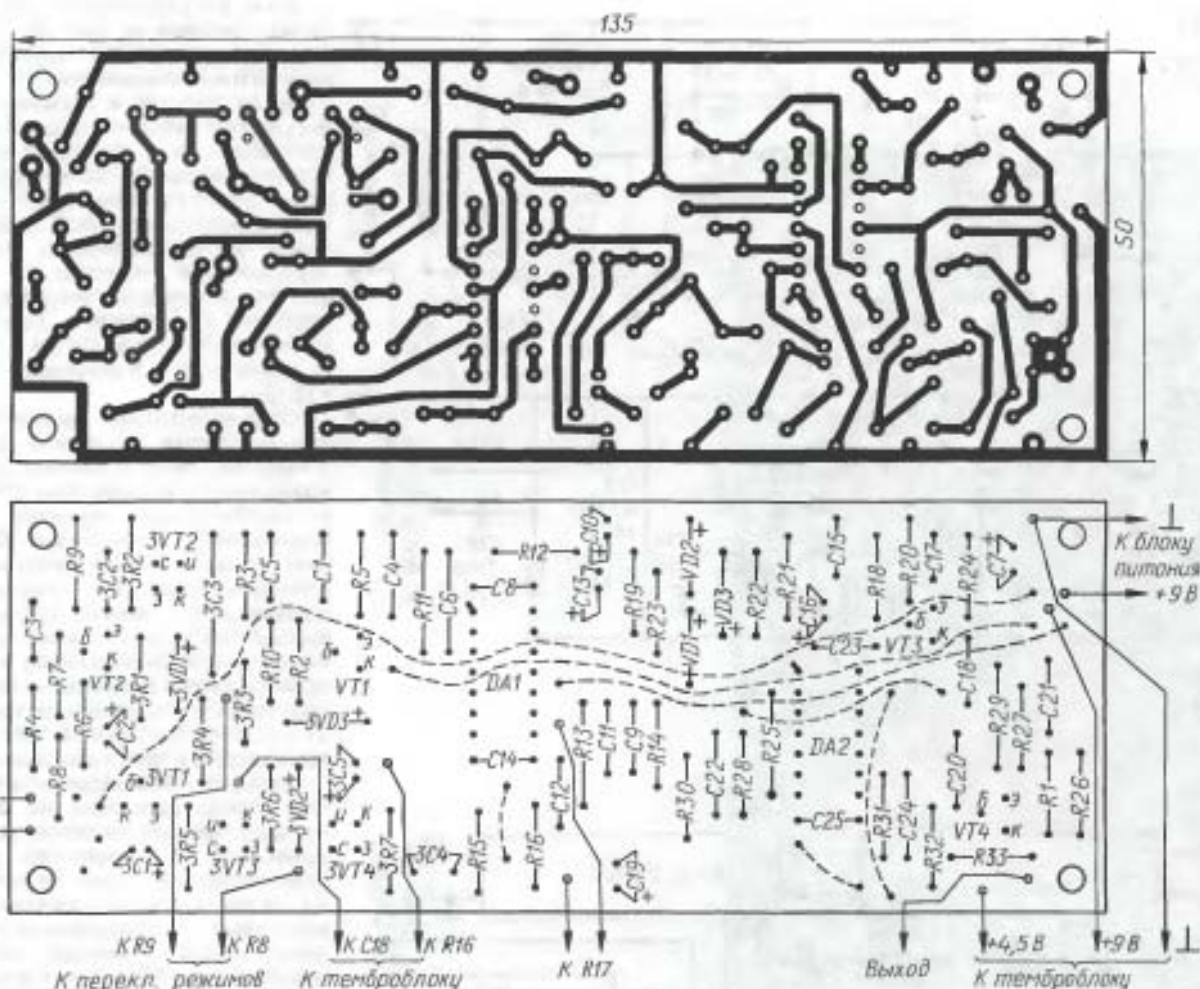 135
50
R9
3C2
3R2
3VT2
с и
з к
3C3
R3
C5
C1
R5
C4
R11
C6
R12
C8
C13
C10
R19
R23
VD2
VD3
R22
R21
C16
C15
R18
R20
C17
R24
C7
К блоку
питания
+9 В
C3
R7
R4
R6
R8
б з
к
VT2
C2
3R1
3VD1
3R4
3R3
R10
R2
б з
к
VT1
3VD3
DA1
C14
VD1
C23
б з
к
VT3
C18
R13
C11
C9
R14
R30
C22
R28
R25
DA2
C25
C20
R29
R27
C21
R1
R26
б
3VT1
к з
3C1
3R5
и к
с з
3VT3
3R6
3VD2
3C5
и к
с з
3VT4
3R7
3C4
R15
R16
C12
C19
R31
C24
R32
б з
к
VT4
R33
К R9
К R8
К C18
К R16
К R17
Выход
+4,5 В
+9 В
К перекл. режимов
К темброблоку
К темброблоку